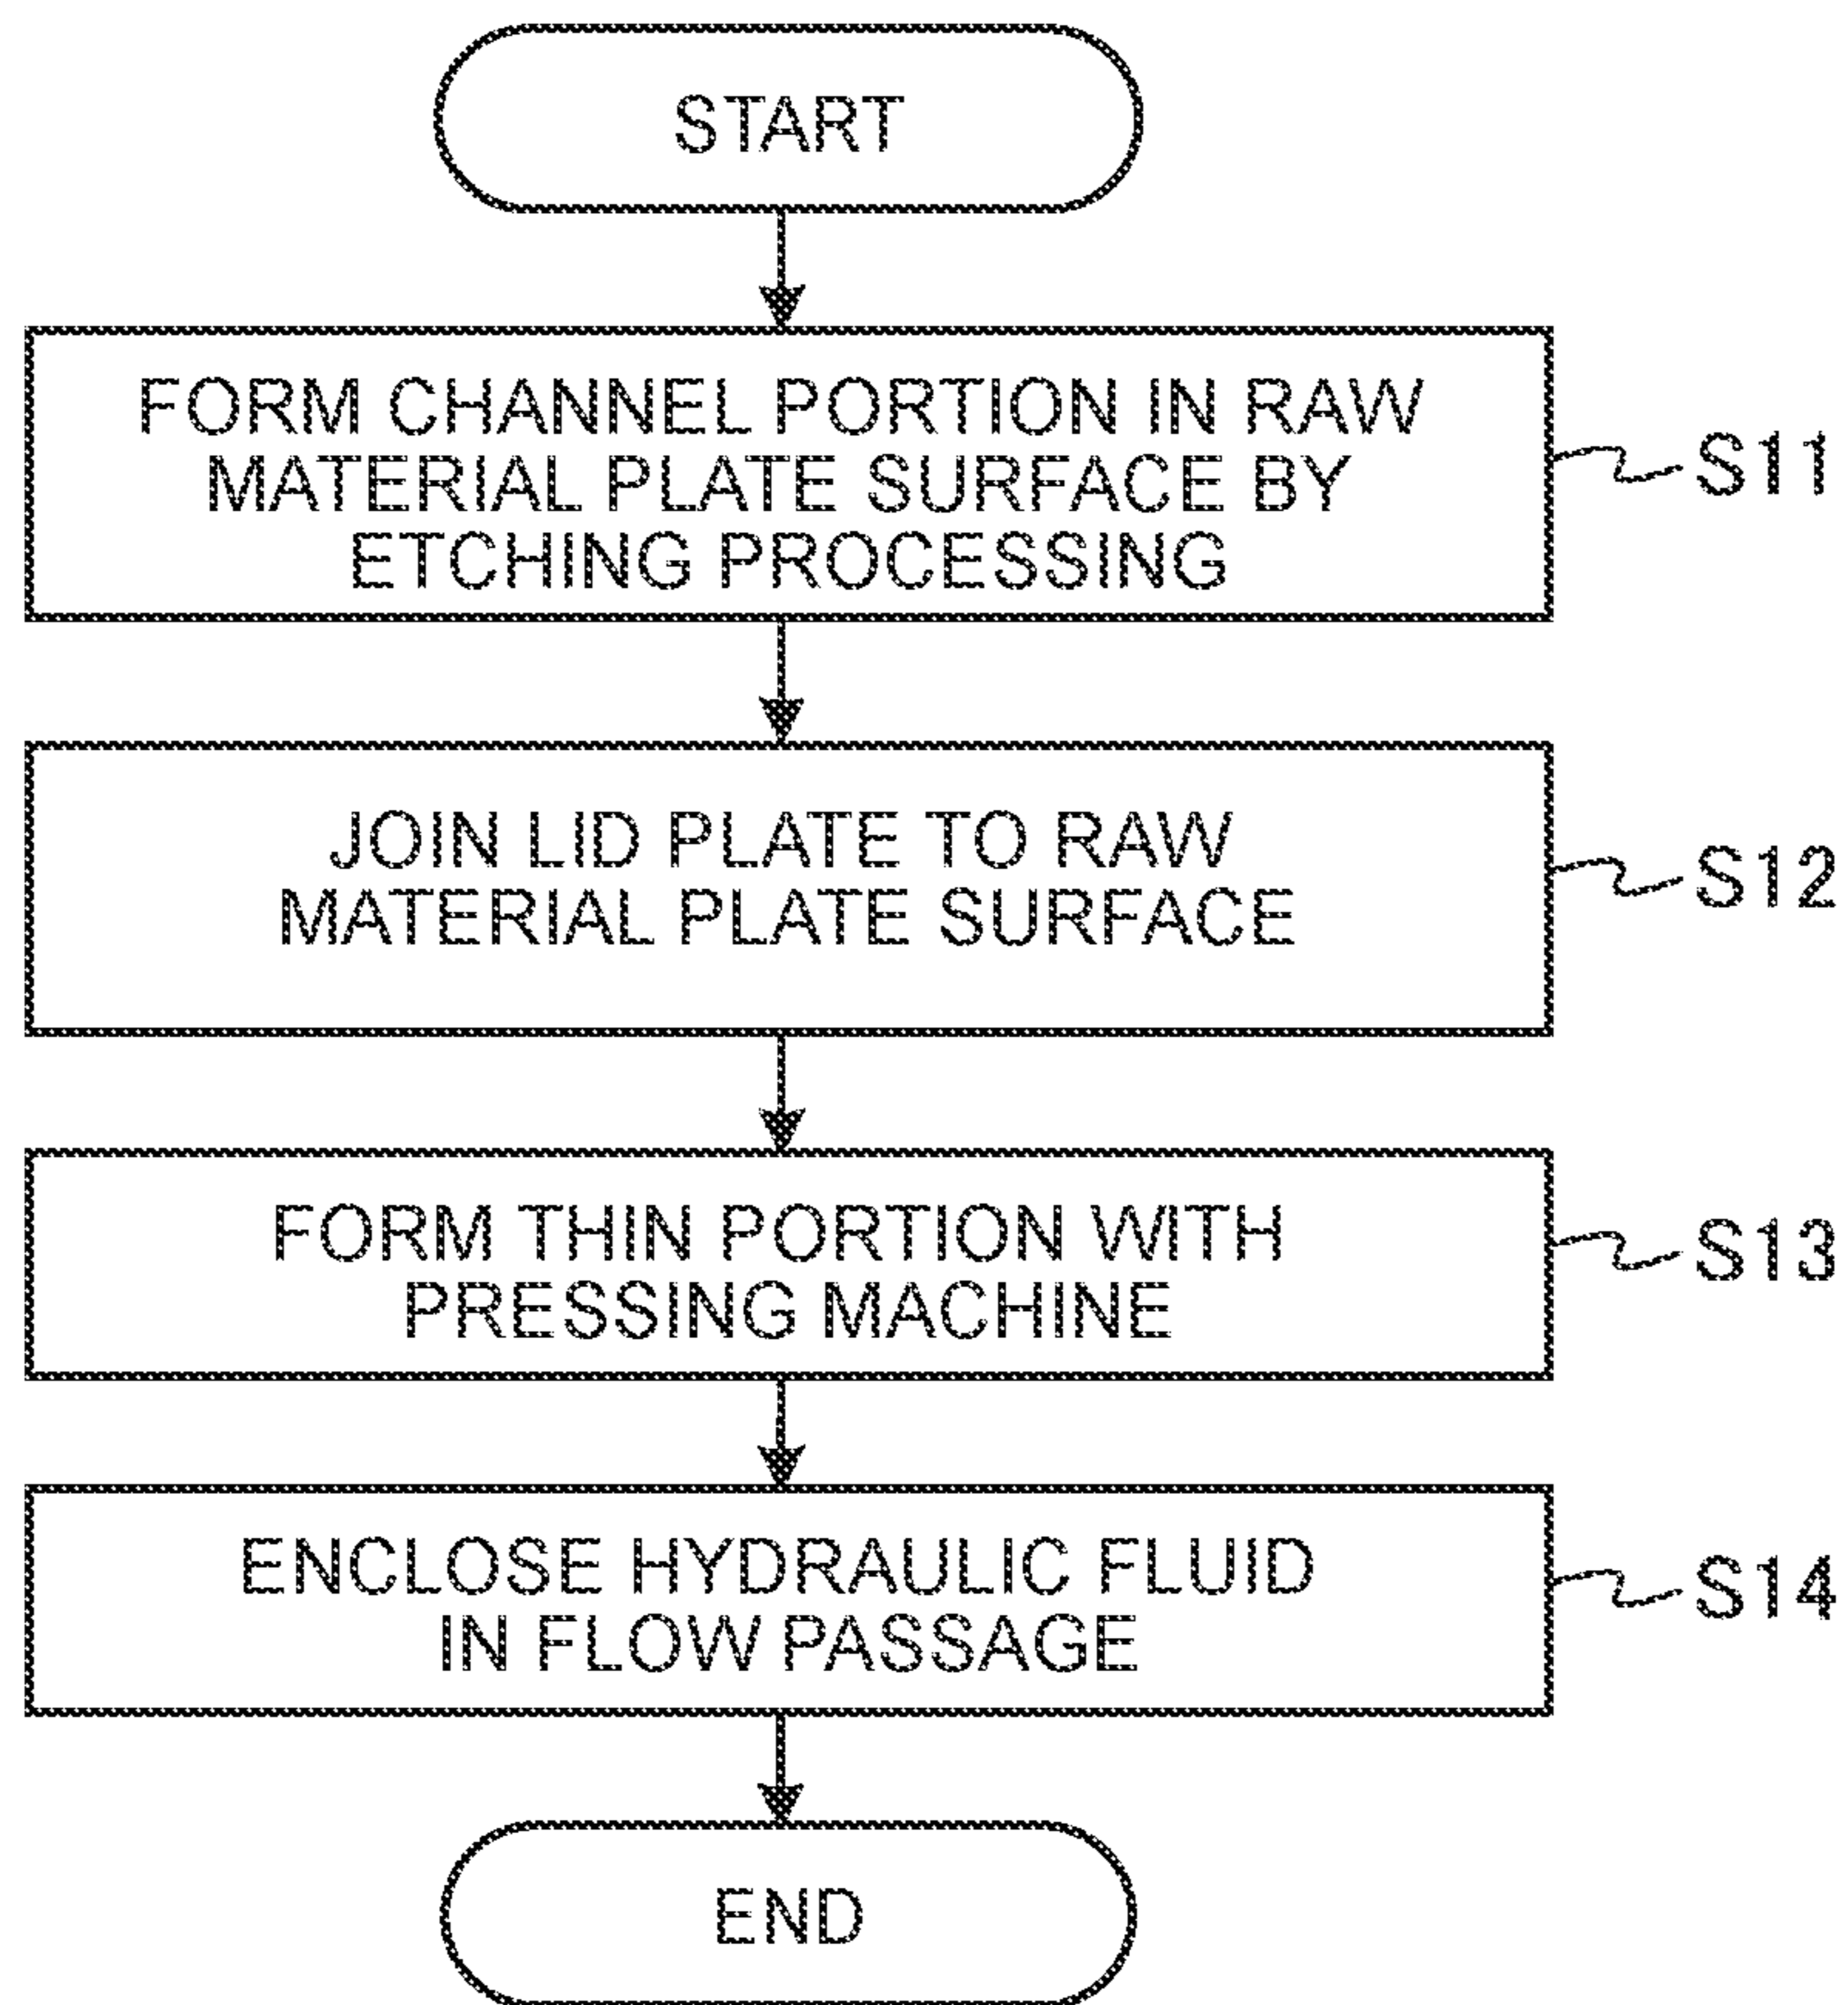 START
FORM CHANNEL PORTION IN RAW
MATERIAL PLATE SURFACE BY
ETCHING PROCESSING
S11
JOIN LID PLATE TO RAW
MATERIAL PLATE SURFACE
S12
FORM THIN PORTION WITH
PRESSING MACHINE
S13
ENCLOSE HYDRAULIC FLUID
IN FLOW PASSAGE
S14
END